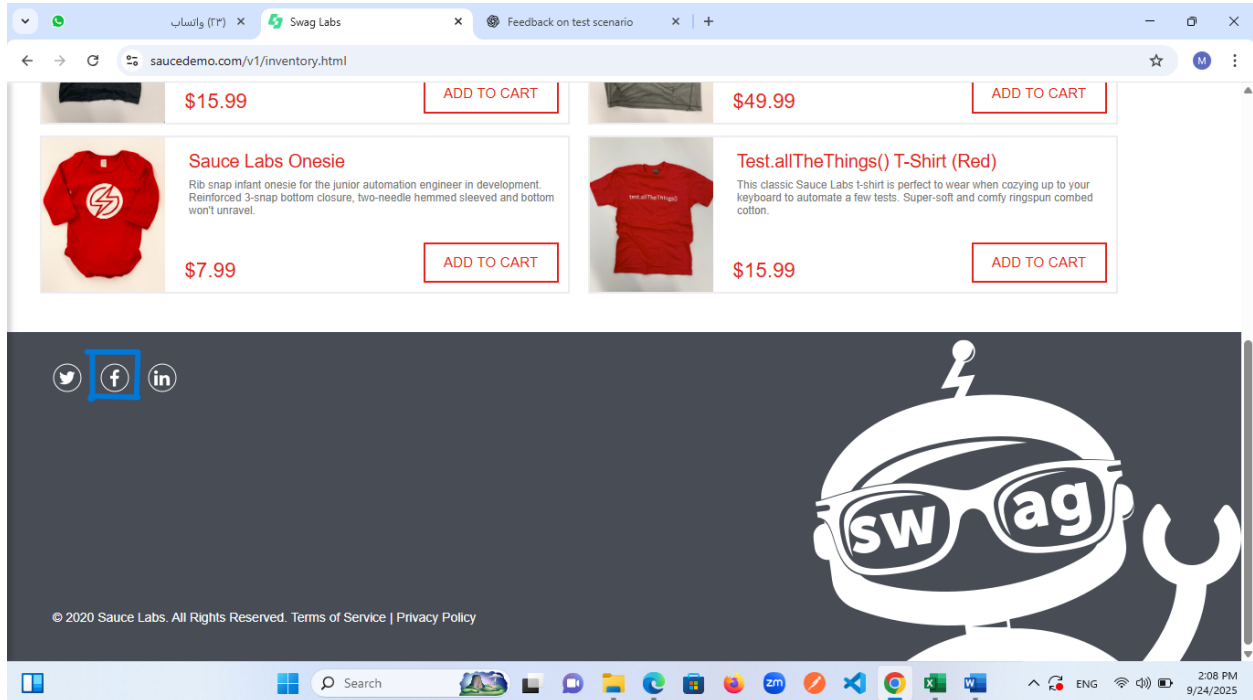 واتساب (٢٣)
Swag Labs
Feedback on test scenario
saucedemo.com/v1/inventory.html
M
$15.99
ADD TO CART
$49.99
ADD TO CART
Sauce Labs Onesie
Rib snap infant onesie for the junior automation engineer in development.
Reinforced 3-snap bottom closure, two-needle hemmed sleeved and bottom
won't unravel.
$7.99
ADD TO CART
test.allTheThings()
Test.allTheThings() T-Shirt (Red)
This classic Sauce Labs t-shirt is perfect to wear when cozying up to your
keyboard to automate a few tests. Super-soft and comfy ringspun combed
cotton.
$15.99
ADD TO CART
sw ag
© 2020 Sauce Labs. All Rights Reserved. Terms of Service | Privacy Policy
Search
zm
ENG
2:08 PM
9/24/2025